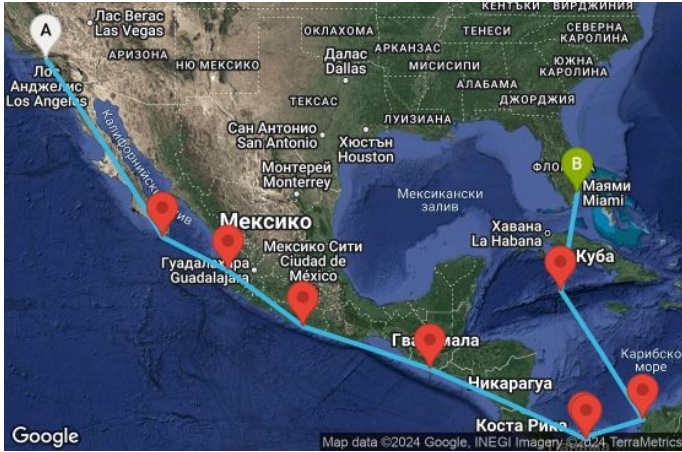 КЕНТЪКИ ВИРДЖИНИЯ
Лас Вегас
Las Vegas
A
ОКЛАХОМА
ТЕНЕСИ
СЕВЕРНА
КАРОЛИНА
АРИЗОНА
НЮ МЕКСИКО
Далас
Dallas
АРКАНЗАС
МИСИСИПИ
ЮЖНА
КАРОЛИНА
Ло
Анджелис
Los Angeles
АЛАБАМА
ДЖОРДЖИЯ
ТЕКСАС
ЛУИЗИАНА
Сан Антонио
San Antonio
Хюстън
Houston
Монтерей
Monterrey
ФЛО
B
Маями
Miami
Мексикански
залив
Мексико
Хавана
La Habana
Мексико Сити
Ciudad de
México
Куба
Guadalajara
Карибско
море
Никарагуа
Коста Рика
Google
Map data ©2024 Google, INEGI Imagery ©2024 TerraMetrics